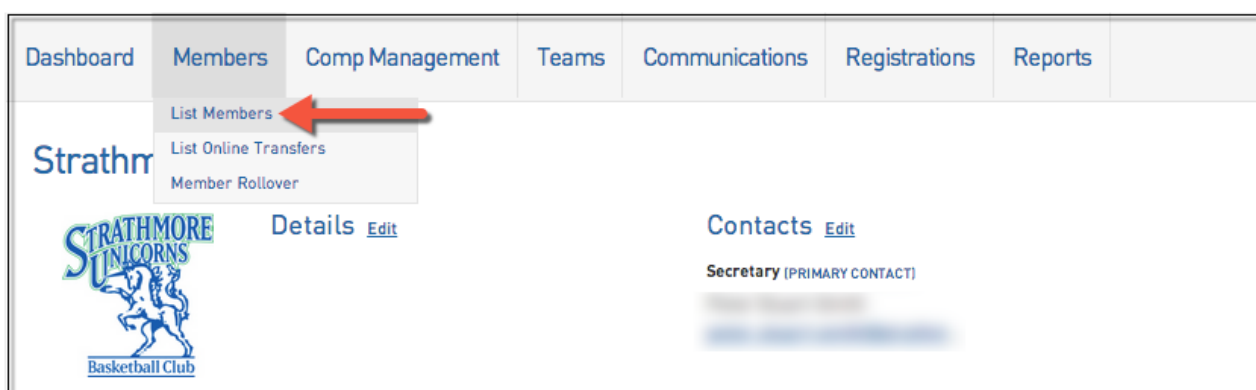 Dashboard Members Comp Management Teams Communications Registrations Reports
List Members
List Online Transfers
Member Rollover
Strathm
STRATHMORE
UNICORNS
Basketball Club
Details Edit
Contacts Edit
Secretary (PRIMARY CONTACT)